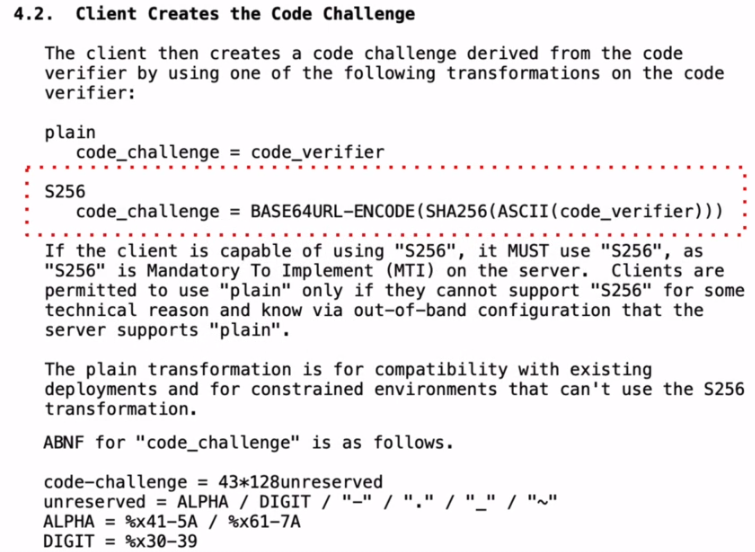 4.2.  Client Creates the Code Challenge
The client then creates a code challenge derived from the code
verifier by using one of the following transformations on the code
verifier:
plain
code_challenge = code_verifier
S256
code_challenge = BASE64URL-ENCODE(SHA256(ASCII(code_verifier)))
If the client is capable of using "S256", it MUST use "S256", as
"S256" is Mandatory To Implement (MTI) on the server.  Clients are
permitted to use "plain" only if they cannot support "S256" for some
technical reason and know via out-of-band configuration that the
server supports "plain".
The plain transformation is for compatibility with existing
deployments and for constrained environments that can't use the S256
transformation.
ABNF for "code_challenge" is as follows.
code-challenge = 43*128unreserved
unreserved = ALPHA / DIGIT / "-" / "." / "_" / "~"
ALPHA = %x41-5A / %x61-7A
DIGIT = %x30-39